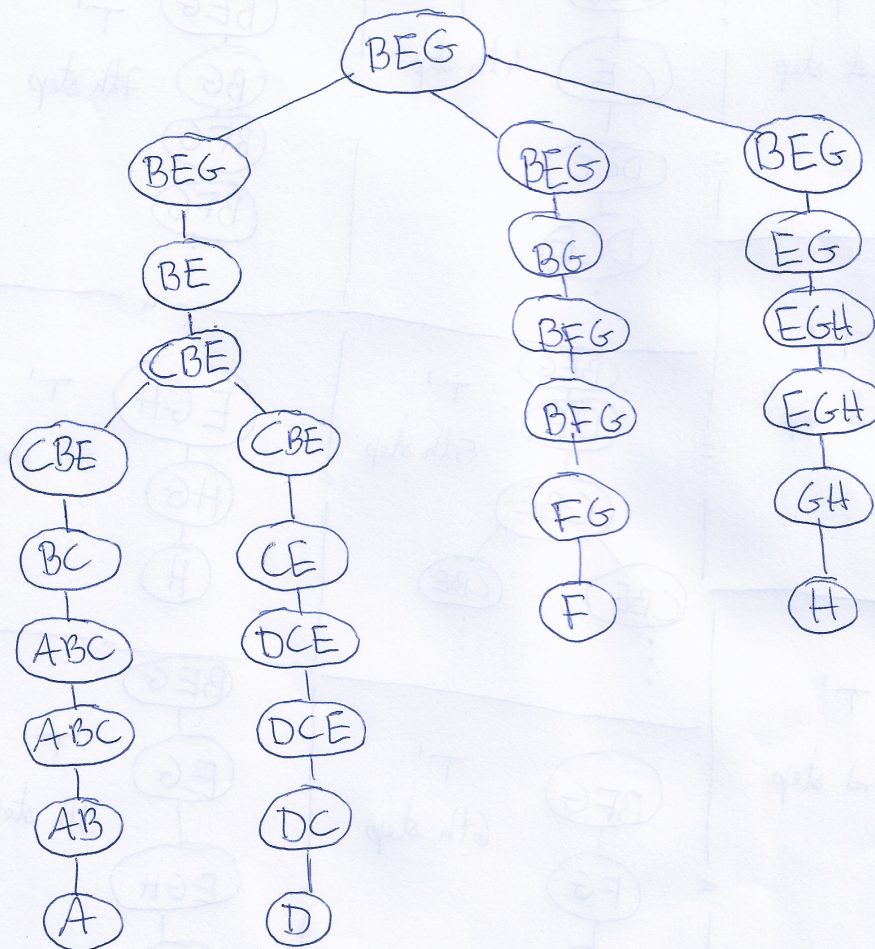 BEG
BEG BEG BEG
BE BG EG
CBE BFG EGH
CBE CBE BFG EGH
BC CE FG GH
ABC DCE F H
ABC DCE
AB DC
A D